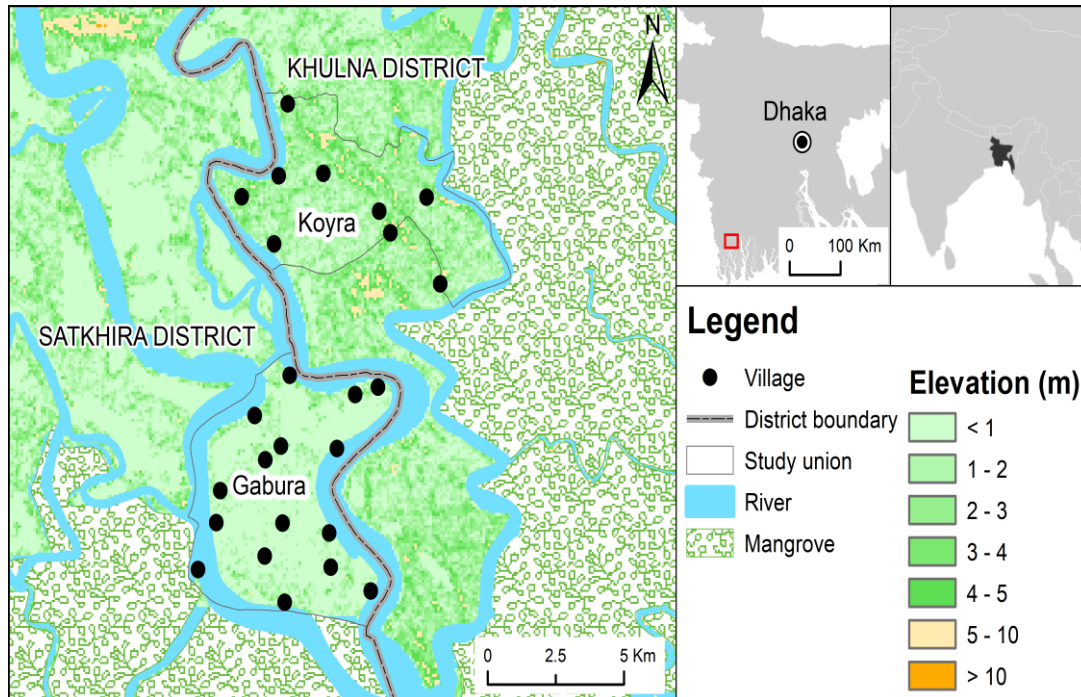 N
KHULNA DISTRICT
Koyra
SATKHIRA DISTRICT
Gabura
0 2.5 5 Km
Dhaka
0 100 Km
Legend
Village
District boundary
Study union
River
Mangrove
Elevation (m)
< 1
1 - 2
2 - 3
3 - 4
4 - 5
5 - 10
> 10